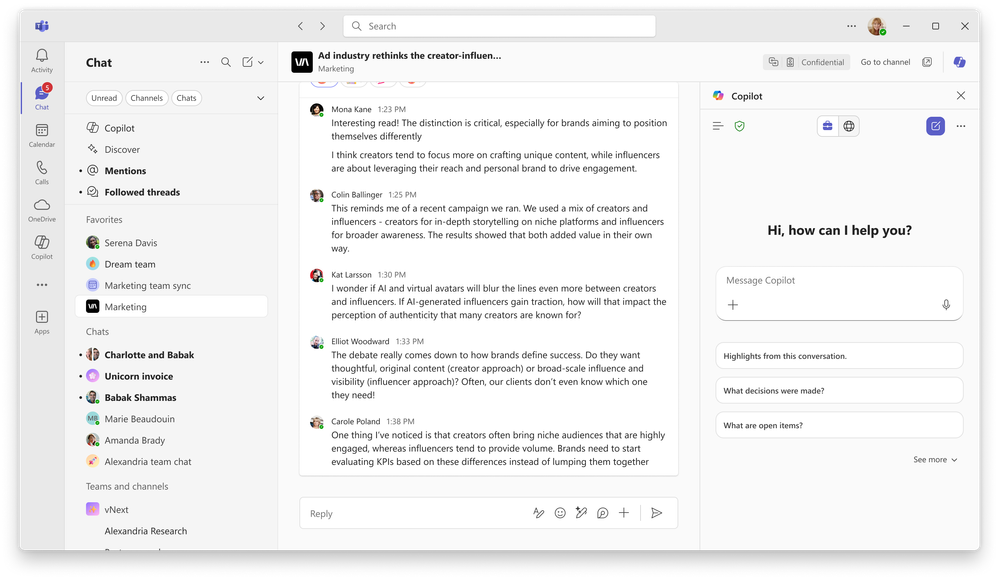 Search
Activity
5
Chat
Calendar
Calls
OneDrive
Copilot
Apps
Chat
Unread
Channels
Chats
Copilot
Discover
Mentions
Followed threads
Favorites
Serena Davis
Dream team
Marketing team sync
Marketing
Chats
Charlotte and Babak
Unicorn invoice
Babak Shammas
MB
Marie Beaudouin
Amanda Brady
Alexandria team chat
Teams and channels
vNext
Alexandria Research
Ad industry rethinks the creator-influen...
Marketing
Confidential
Go to channel
Mona Kane 1:23 PM
Interesting read! The distinction is critical, especially for brands aiming to position
themselves differently
I think creators tend to focus more on crafting unique content, while influencers
are about leveraging their reach and personal brand to drive engagement.
Colin Ballinger 1:25 PM
This reminds me of a recent campaign we ran. We used a mix of creators and
influencers - creators for in-depth storytelling on niche platforms and influencers
for broader awareness. The results showed that both added value in their own
way.
Kat Larsson 1:30 PM
I wonder if AI and virtual avatars will blur the lines even more between creators
and influencers. If AI-generated influencers gain traction, how will that impact the
perception of authenticity that many creators are known for?
Elliot Woodward 1:33 PM
The debate really comes down to how brands define success. Do they want
thoughtful, original content (creator approach) or broad-scale influence and
visibility (influencer approach)? Often, our clients don't even know which one
they need!
Carole Poland 1:38 PM
One thing I've noticed is that creators often bring niche audiences that are highly
engaged, whereas influencers tend to provide volume. Brands need to start
evaluating KPIs based on these differences instead of lumping them together
Reply
Copilot
Hi, how can I help you?
Message Copilot
Highlights from this conversation.
What decisions were made?
What are open items?
See more